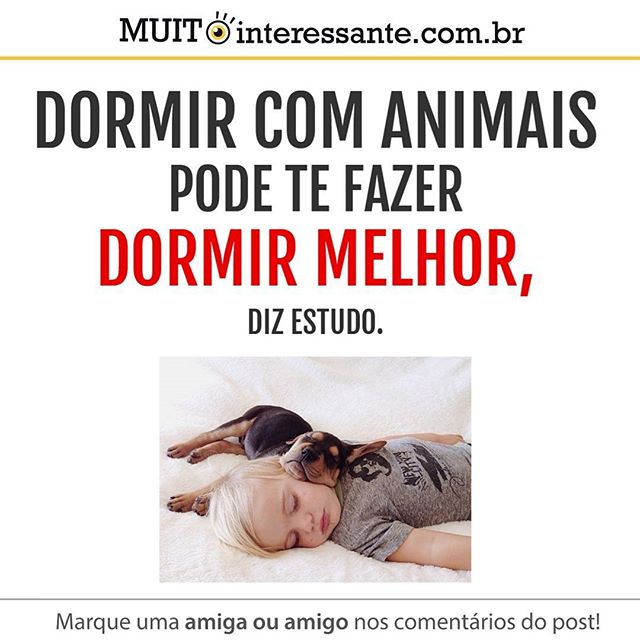 MUITOinteressante.com.br
DORMIR COM ANIMAIS
PODE TE FAZER
DORMIR MELHOR,
DIZ ESTUDO.
Marque uma amiga ou amigo nos comentários do post!